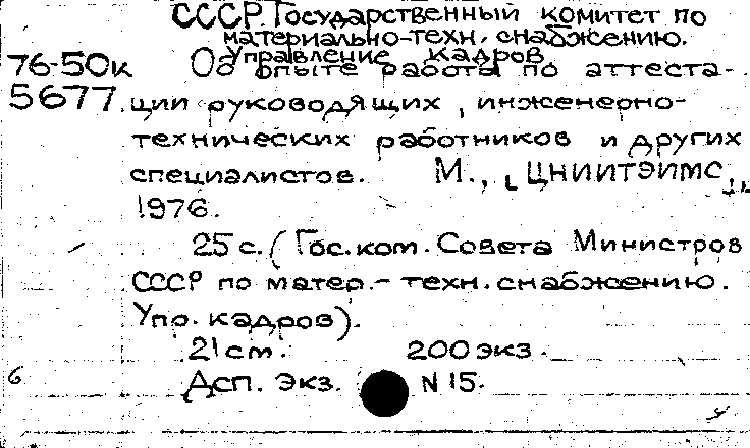 СССР. Государственный комитет по
материально-техн. снабжению.
Управление кадров
76-50к Об опыте работы по аттеста-
5677 ции руководящих, инженерно-
технических работников и других
специалистов. М., [ЦНИИТЭИМС],
1976.
25 с. (Гос. ком. Совета Министров
СССР по матер.-техн. снабжению.
Упр. кадров).
21 см. 200 экз.
6 Дсп. Экз. N 15.